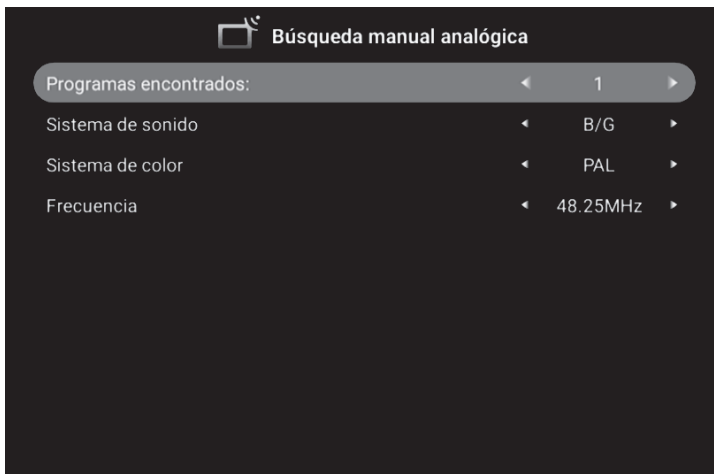 Búsqueda manual analógica
Programas encontrados: 1
Sistema de sonido B/G
Sistema de color PAL
Frecuencia 48.25MHz